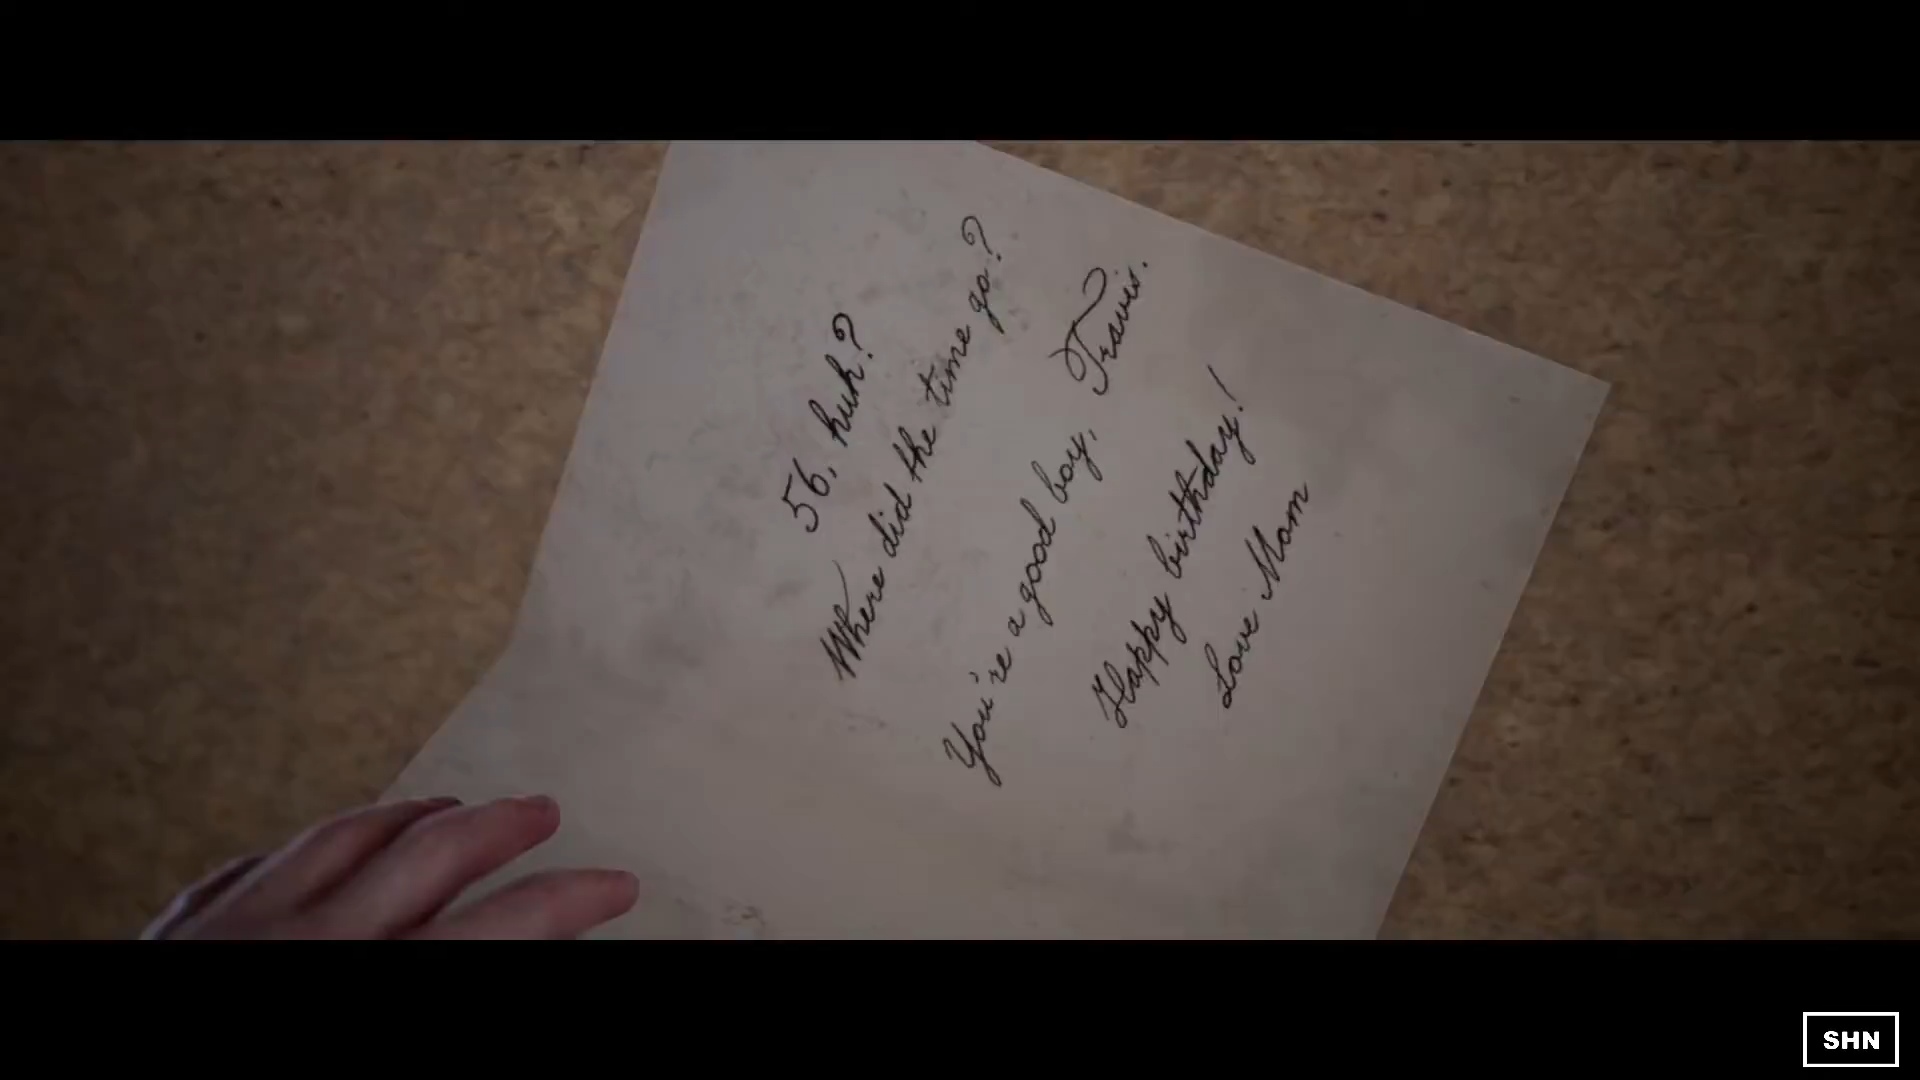 56, huh?
Where did the time go?
You're a good boy, Travis.
Happy birthday!
Love Mom
SHN